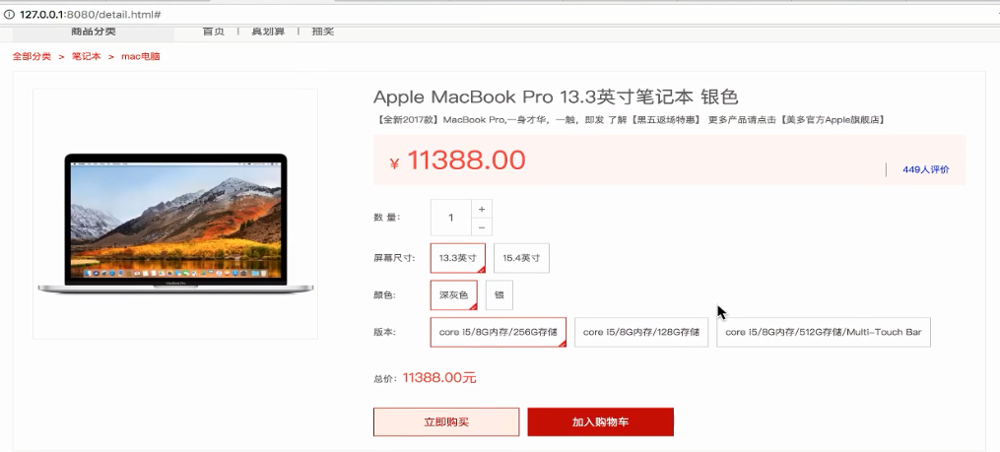 127.0.0.1:8080/detail.html#
商品分类 首页 | 真划算 | 抽奖
全部分类 > 笔记本 > mac电脑
Apple MacBook Pro 13.3英寸笔记本 银色
【全新2017款】MacBook Pro,一身才华，一触，即发 了解【黑五返场特惠】 更多产品请点击【美多官方Apple旗舰店】
¥ 11388.00
449人评价
数 量: 1 + −
屏幕尺寸: 13.3英寸 15.4英寸
颜色: 深灰色 银
版本: core i5/8G内存/256G存储 core i5/8G内存/128G存储 core i5/8G内存/512G存储/Multi-Touch Bar
总价: 11388.00元
立即购买 加入购物车